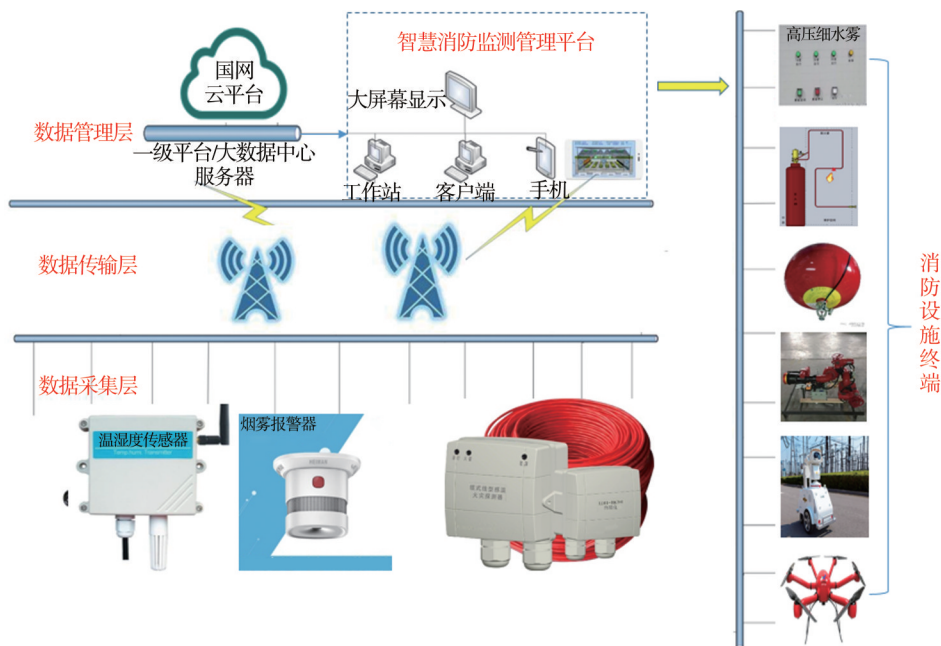 国网
云平台
智慧消防监测管理平台
大屏幕显示
数据管理层
一级平台/大数据中心
服务器
工作站
客户端
手机
高压细水雾
数据传输层
消防设施终端
数据采集层
温湿度传感器
烟雾报警器